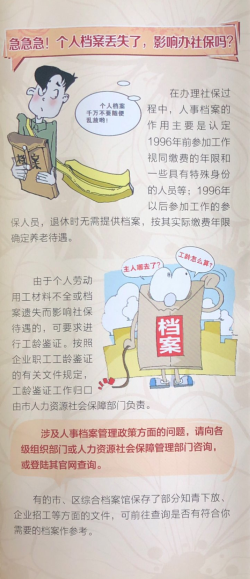 急急急！个人档案丢失了，影响办社保吗？
个人档案
千万不要随便
乱放哟！
档案
在办理社保过
程中，人事档案的
作用主要是认定
1996年前参加工作
视同缴费的年限和
一些具有特殊身份
的人员等；1996年
以后参加工作的参
保人员，退休时无需提供档案，按其实际缴费年限
确定养老待遇。
主人哪去了？
工龄怎么算？
档案
由于个人劳动
用工材料不全或档
案遗失而影响社保
待遇的，可要求进
行工龄鉴证。按照
企业职工工龄鉴证
的有关文件规定，
工龄鉴证工作归口
由市人力资源社会保障部门负责。
涉及人事档案管理政策方面的问题，请向各
级组织部门或人力资源社会保障管理部门咨询，
或登陆其官网查询。
有的市、区综合档案馆保存了部分知青下放、
企业招工等方面的文件，可前往查询是否有符合你
需要的档案作参考。